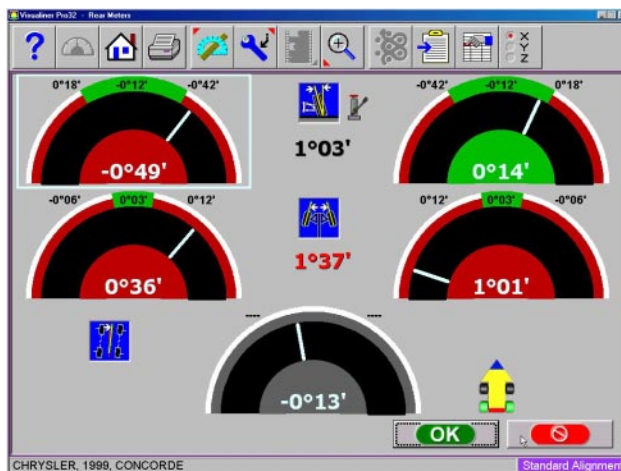 Visualiner Pro32 - Rear Meters
X
Y
Z
0°18' -0°12' -0°42'
-0°49'
1°03'
-0°42' -0°12' 0°18'
0°14'
-0°06' 0°03' 0°12'
0°36'
1°37'
0°12' 0°03' -0°06'
1°01'
---- ----
-0°13'
OK
CHRYSLER, 1999, CONCORDE
Standard Alignment